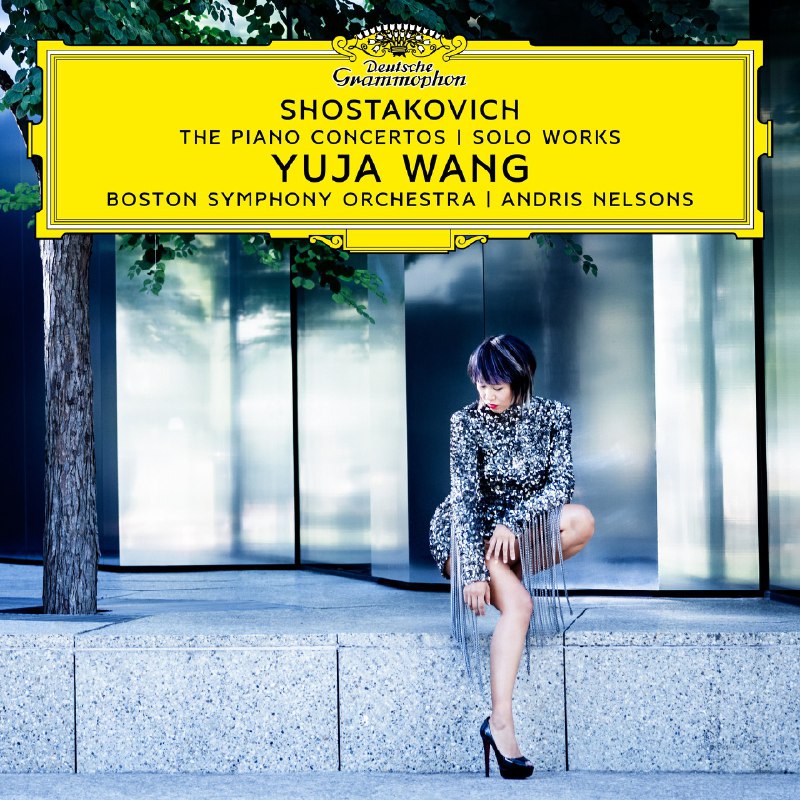 Deutsche
Grammophon
SHOSTAKOVICH
THE PIANO CONCERTOS | SOLO WORKS
YUJA WANG
BOSTON SYMPHONY ORCHESTRA | ANDRIS NELSONS